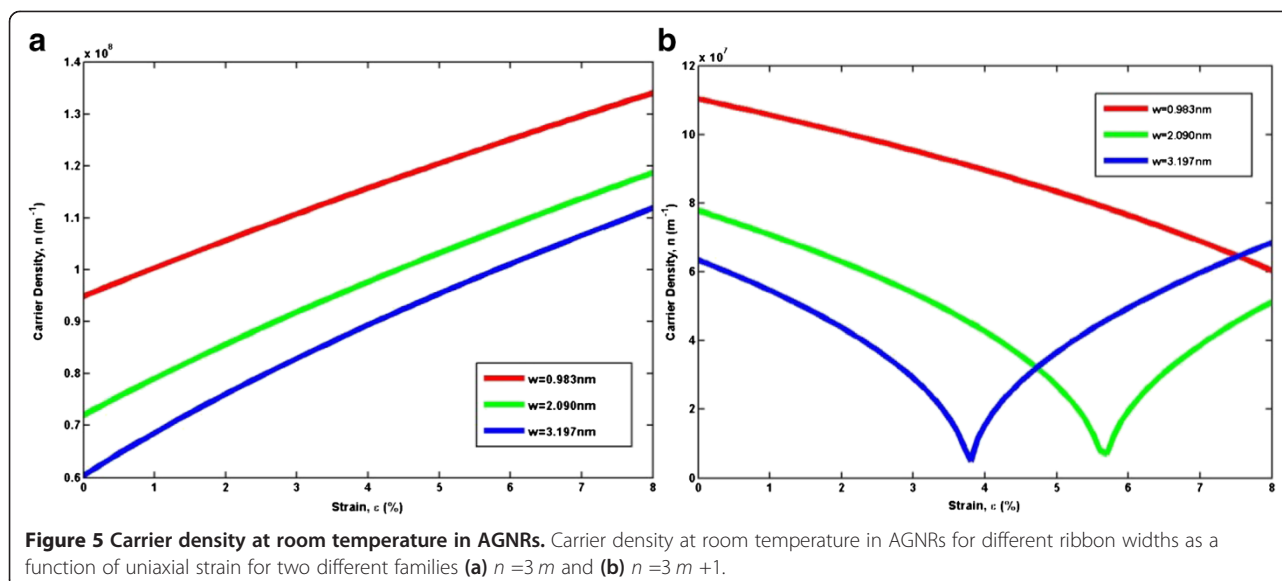 a
x 10⁸
1.4
1.3
1.2
1.1
1
0.9
0.8
0.7
0.6
Carrier Density, n (m⁻¹)
0 1 2 3 4 5 6 7 8
Strain, ε (%)
w=0.983nm
w=2.090nm
w=3.197nm
b
x 10⁷
12
10
8
6
4
2
0
Carrier Density, n (m⁻¹)
0 1 2 3 4 5 6 7 8
Strain, ε (%)
w=0.983nm
w=2.090nm
w=3.197nm
Figure 5 Carrier density at room temperature in AGNRs. Carrier density at room temperature in AGNRs for different ribbon widths as a
function of uniaxial strain for two different families (a) n =3 m and (b) n =3 m +1.